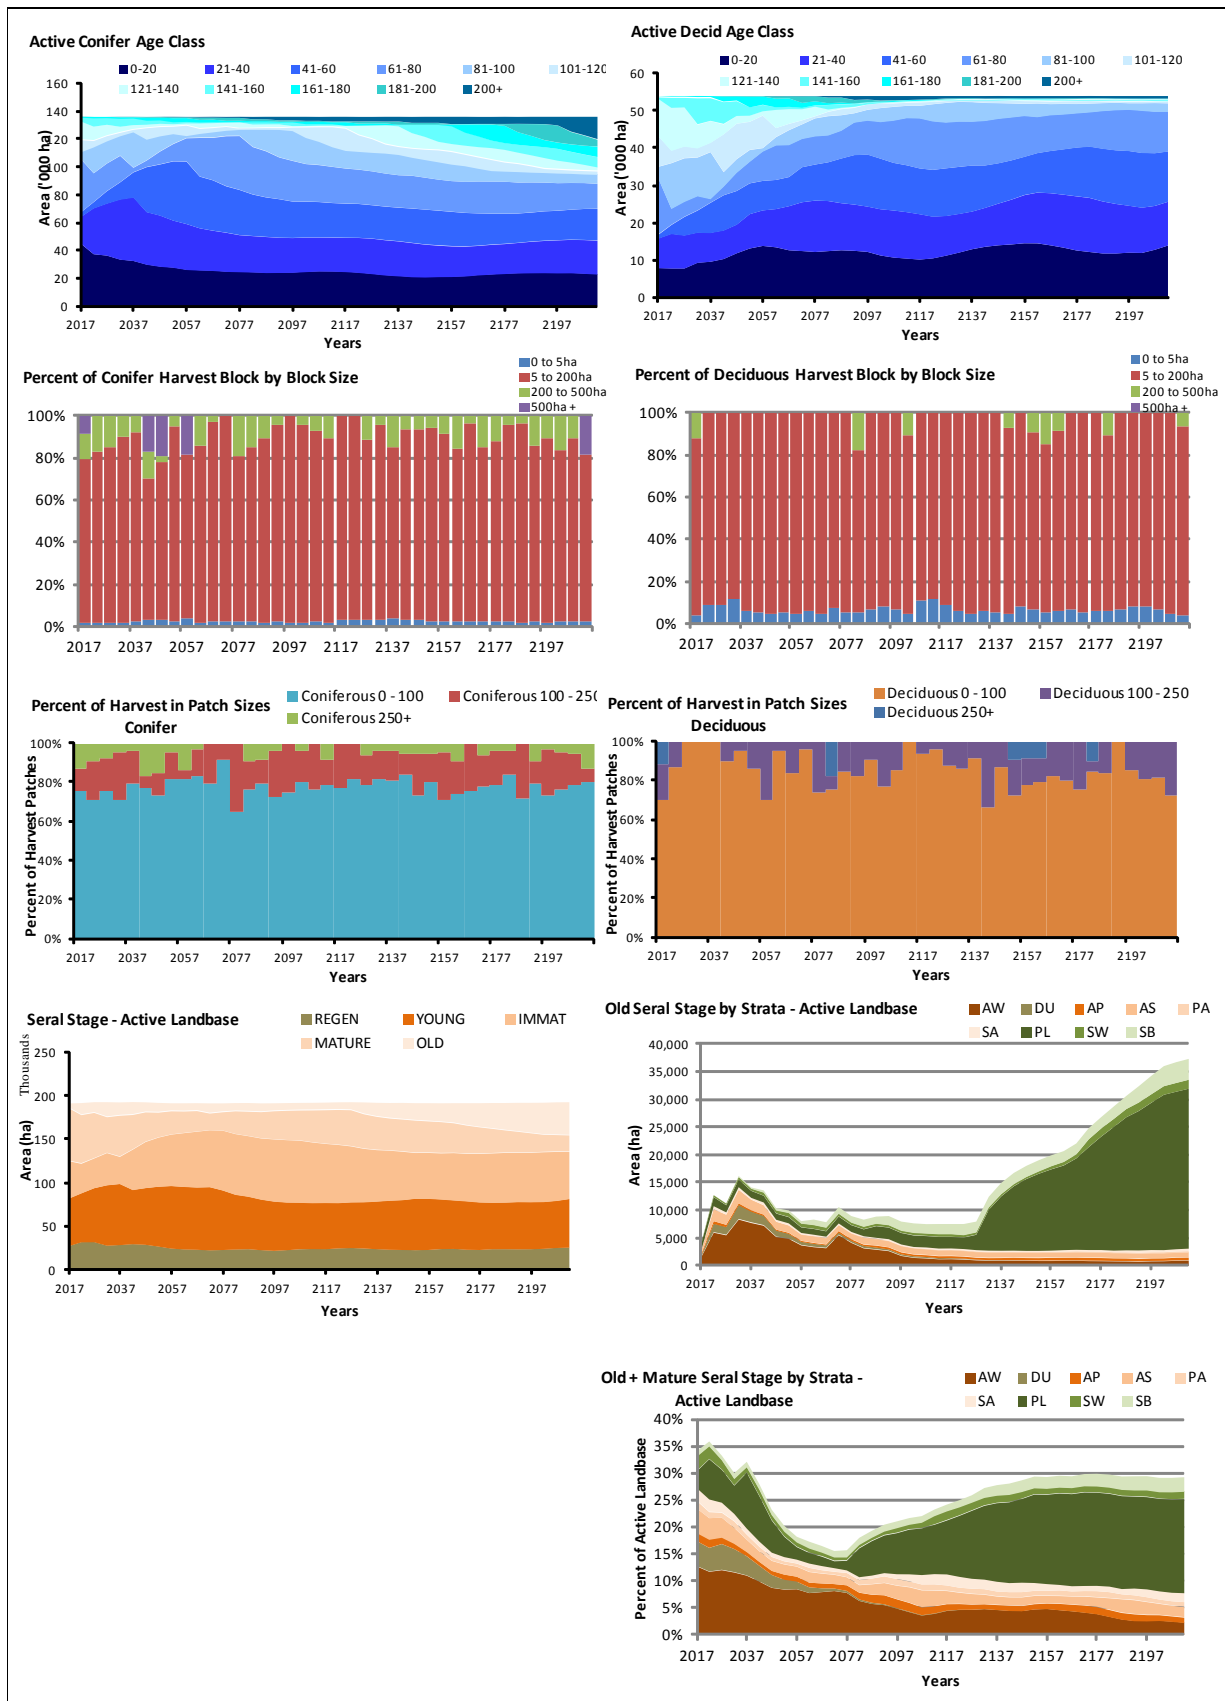 Active Conifer Age Class
0-20 21-40 41-60 61-80 81-100 101-120
121-140 141-160 161-180 181-200 200+
Area ('000 ha)
160
140
120
100
80
60
40
20
0
2017 2037 2057 2077 2097 2117 2137 2157 2177 2197
Years
Active Decid Age Class
0-20 21-40 41-60 61-80 81-100 101-120
121-140 141-160 161-180 181-200 200+
Area ('000 ha)
60
50
40
30
20
10
0
2017 2037 2057 2077 2097 2117 2137 2157 2177 2197
Years
Percent of Conifer Harvest Block by Block Size
0 to 5ha
5 to 200ha
200 to 500ha
500ha +
100%
80%
60%
40%
20%
0%
2017 2037 2057 2077 2097 2117 2137 2157 2177 2197
Percent of Deciduous Harvest Block by Block Size
0 to 5ha
5 to 200ha
200 to 500ha
500ha +
100%
80%
60%
40%
20%
0%
2017 2037 2057 2077 2097 2117 2137 2157 2177 2197
Percent of Harvest in Patch Sizes
Conifer
Coniferous 0 - 100 Coniferous 100 - 250
Coniferous 250+
Percent of Harvest Patches
100%
80%
60%
40%
20%
0%
2017 2037 2057 2077 2097 2117 2137 2157 2177 2197
Years
Percent of Harvest in Patch Sizes
Deciduous
Deciduous 0 - 100 Deciduous 100 - 250
Deciduous 250+
Percent of Harvest Patches
100%
80%
60%
40%
20%
0%
2017 2037 2057 2077 2097 2117 2137 2157 2177 2197
Years
Seral Stage - Active Landbase
REGEN YOUNG IMMAT
MATURE OLD
Thousands
Area (ha)
250
200
150
100
50
0
2017 2037 2057 2077 2097 2117 2137 2157 2177 2197
Years
Old Seral Stage by Strata - Active Landbase
AW DU AP AS PA
SA PL SW SB
Area (ha)
40,000
35,000
30,000
25,000
20,000
15,000
10,000
5,000
0
2017 2037 2057 2077 2097 2117 2137 2157 2177 2197
Years
Old + Mature Seral Stage by Strata -
Active Landbase
AW DU AP AS PA
SA PL SW SB
Percent of Active Landbase
40%
35%
30%
25%
20%
15%
10%
5%
0%
2017 2037 2057 2077 2097 2117 2137 2157 2177 2197
Years